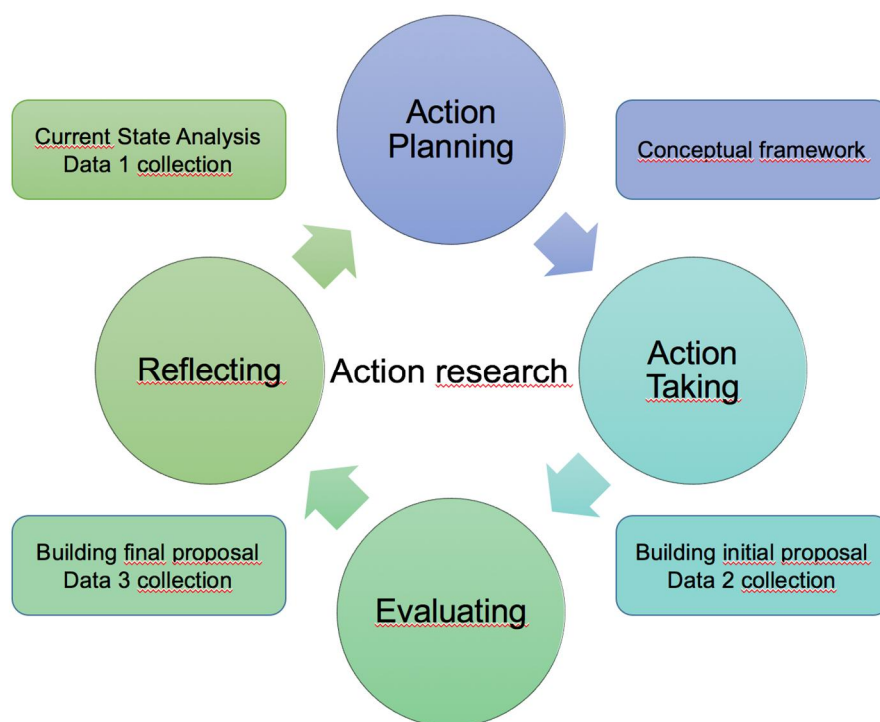 Action
Planning
Current State Analysis
Data 1 collection
Conceptual framework
Reflecting
Action research
Action
Taking
Building final proposal
Data 3 collection
Building initial proposal
Data 2 collection
Evaluating